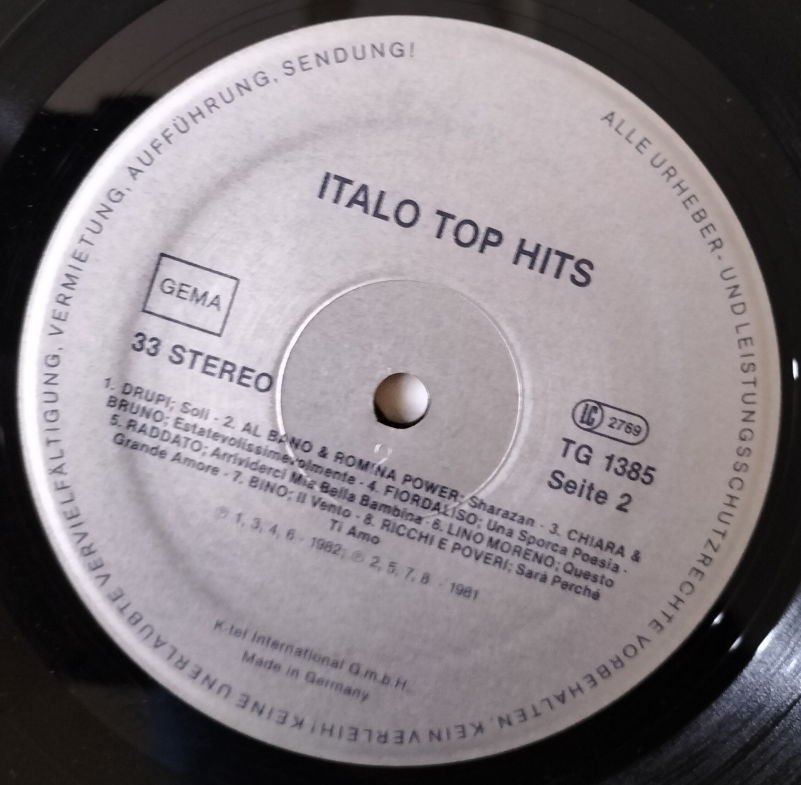 ALLE URHEBER- UND LEISTUNGSSCHUTZRECHTE VORBEHALTEN. KEIN VERLEIH! KEINE UNERLAUBTE VERVIELFÄLTIGUNG, VERMIETUNG, AUFFÜHRUNG, SENDUNG!
ITALO TOP HITS
GEMA
33 STEREO
LC 2769
TG 1385
Seite 2
1. DRUPI; Soli · 2. AL BANO & ROMINA POWER; Sharazan · 3. CHIARA &
BRUNO; Estatevolissimevolmente · 4. FIORDALISO; Una Sporca Poesia ·
5. RADDATO; Arrividerci Mia Bella Bambina · 6. LINO MORENO; Questo
Grande Amore · 7. BINO; Il Vento · 8. RICCHI E POVERI; Sarà Perché
Ti Amo
℗ 1, 3, 4, 6 · 1982; ℗ 2, 5, 7, 8 · 1981
K-tel International G.m.b.H.
Made in Germany